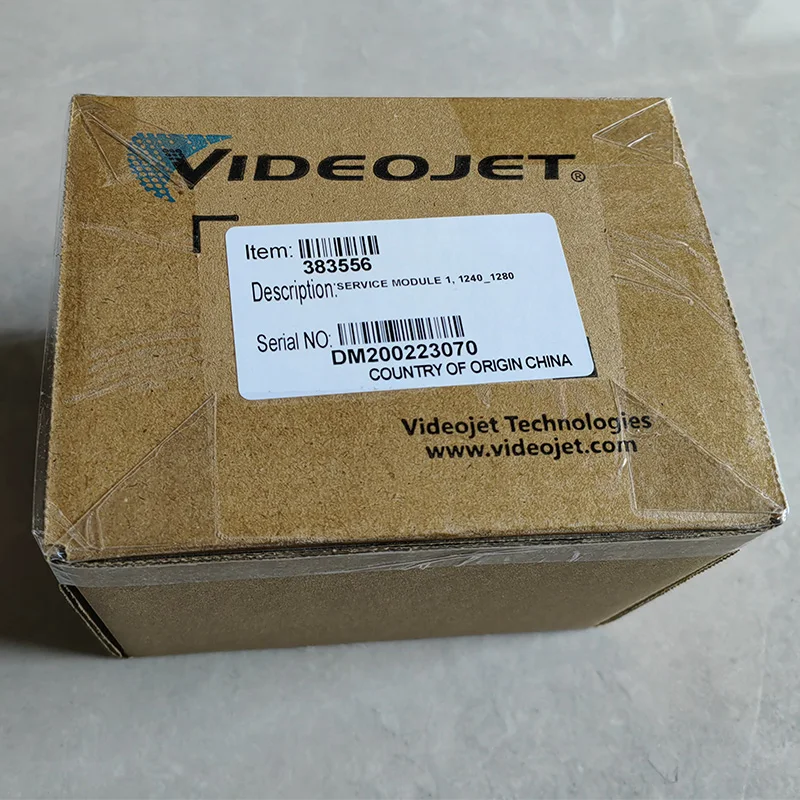 VIDEOJET®
Item:
383556
Description: SERVICE MODULE 1, 1240_1280
Serial NO:
DM200223070
COUNTRY OF ORIGIN CHINA
Videojet Technologies
www.videojet.com